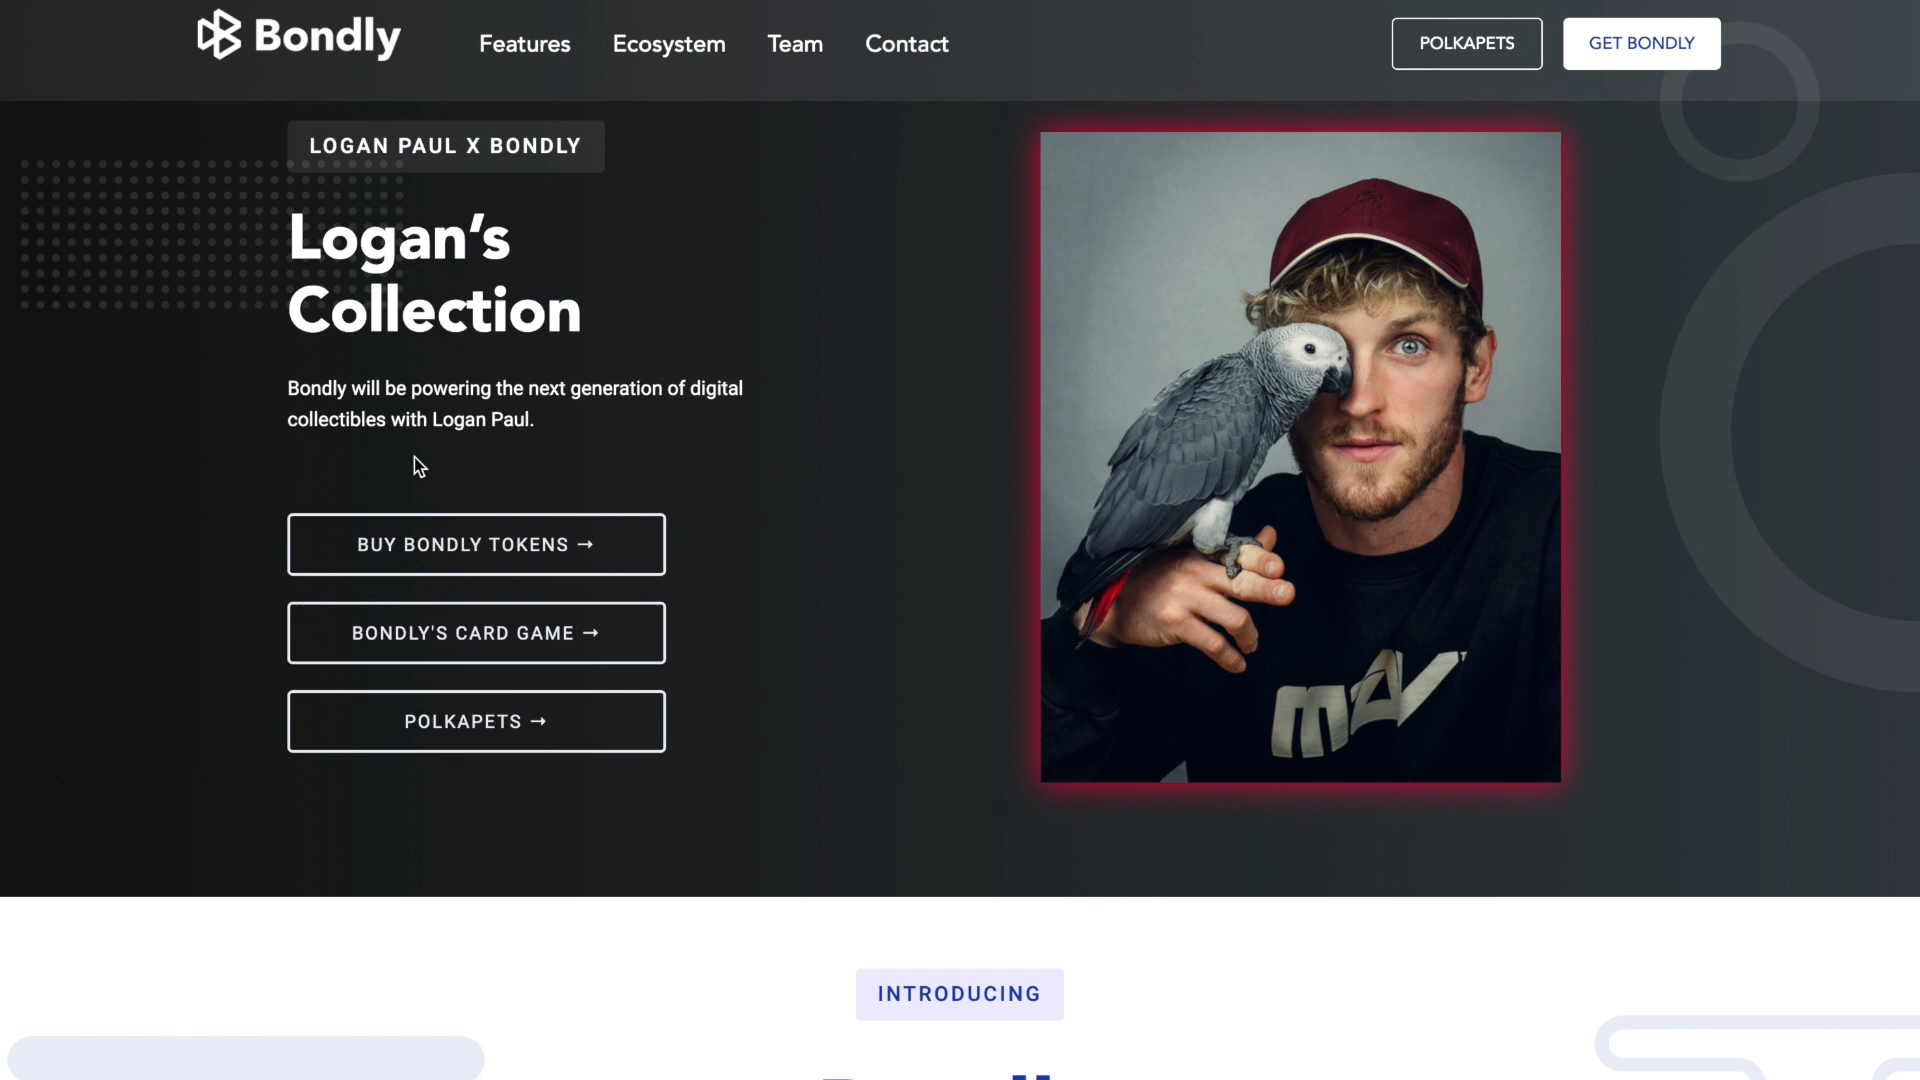 Bondly
Features
Ecosystem
Team
Contact
POLKAPETS
GET BONDLY
LOGAN PAUL X BONDLY
Logan’s
Collection
Bondly will be powering the next generation of digital
collectibles with Logan Paul.
BUY BONDLY TOKENS →
BONDLY'S CARD GAME →
POLKAPETS →
mav
INTRODUCING